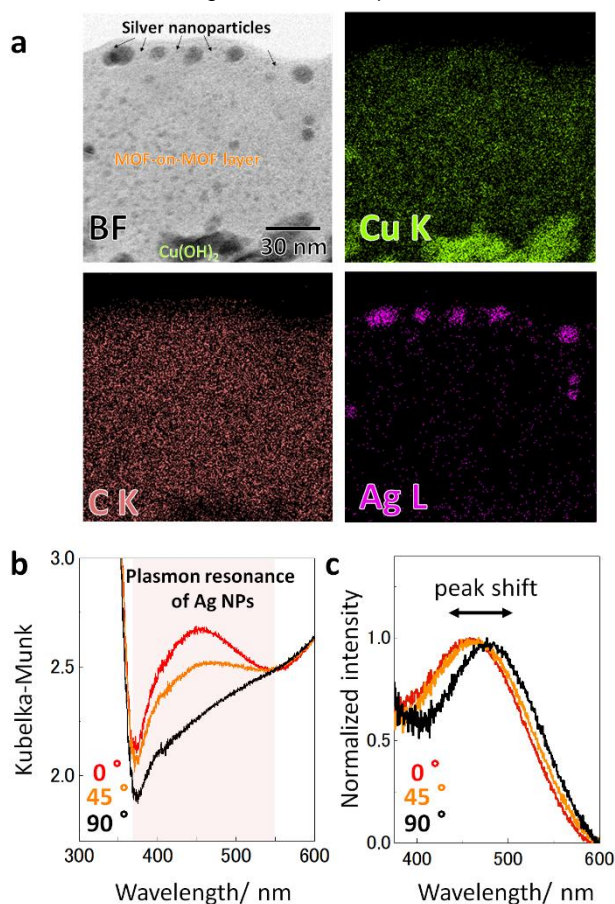 a
Silver nanoparticles
MOF-on-MOF layer
BF
Cu(OH)2
30 nm
Cu K
C K
Ag L
b
3.0
2.5
2.0
Kubelka-Munk
Plasmon resonance
of Ag NPs
0 °
45 °
90 °
300 400 500 600
Wavelength/ nm
c
peak shift
1.0
0.5
0.0
Normalized intensity
0 °
45 °
90 °
400 500 600
Wavelength/ nm